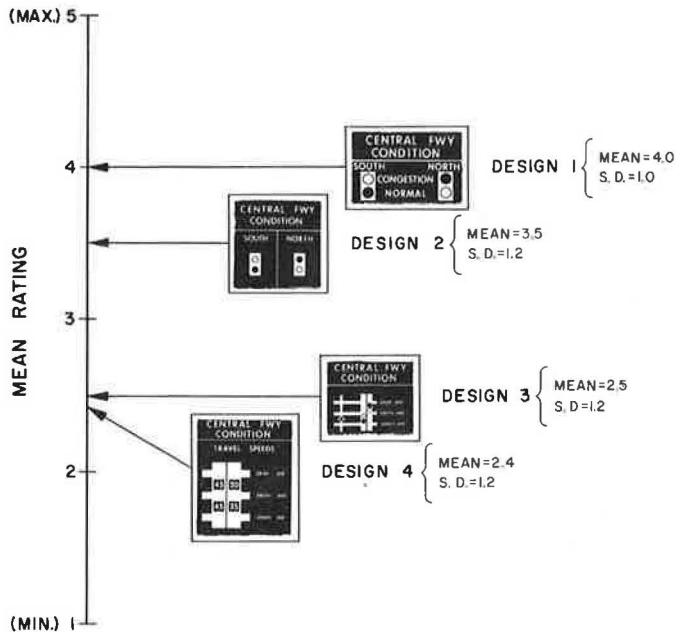 (MAX.) 5
4
3
2
(MIN.) 1
MEAN RATING
CENTRAL FWY
CONDITION
SOUTH NORTH
CONGESTION
NORMAL
DESIGN 1
MEAN=4.0
S. D.=1.0
CENTRAL FWY
CONDITION
SOUTH NORTH
DESIGN 2
MEAN=3.5
S. D.=1.2
CENTRAL FWY
CONDITION
DESIGN 3
MEAN=2.5
S. D=1.2
CENTRAL FWY
CONDITION
TRAVEL SPEEDS
45
45 35
DESIGN 4
MEAN=2.4
S. D.=1.2